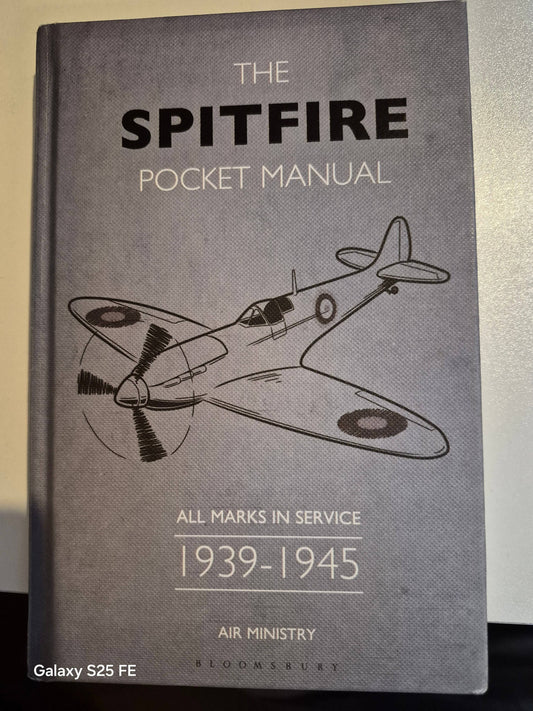 THE
SPITFIRE
POCKET MANUAL
ALL MARKS IN SERVICE
1939-1945
AIR MINISTRY
BLOOMSBURY
Galaxy S25 FE